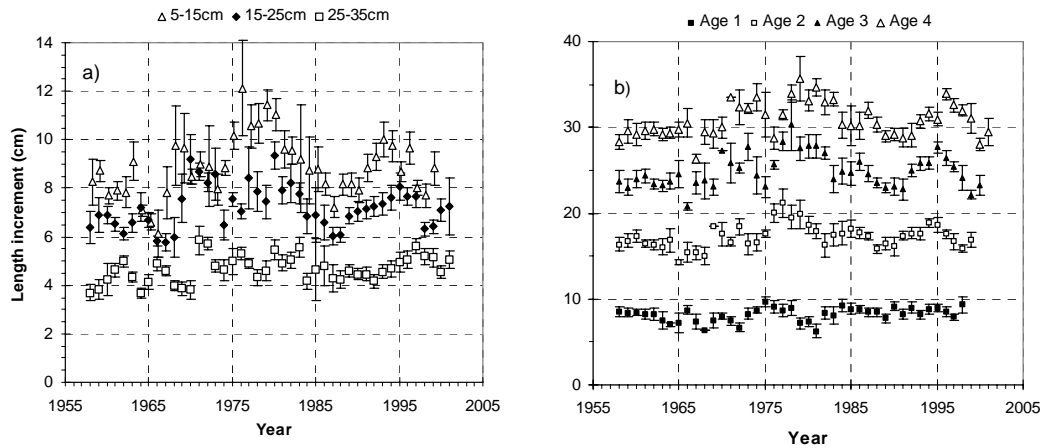 5-15cm 15-25cm 25-35cm
a)
Length increment (cm)
14
12
10
8
6
4
2
0
1955 1965 1975 1985 1995 2005
Year
Age 1 Age 2 Age 3 Age 4
b)
40
30
20
10
0
1955 1965 1975 1985 1995 2005
Year